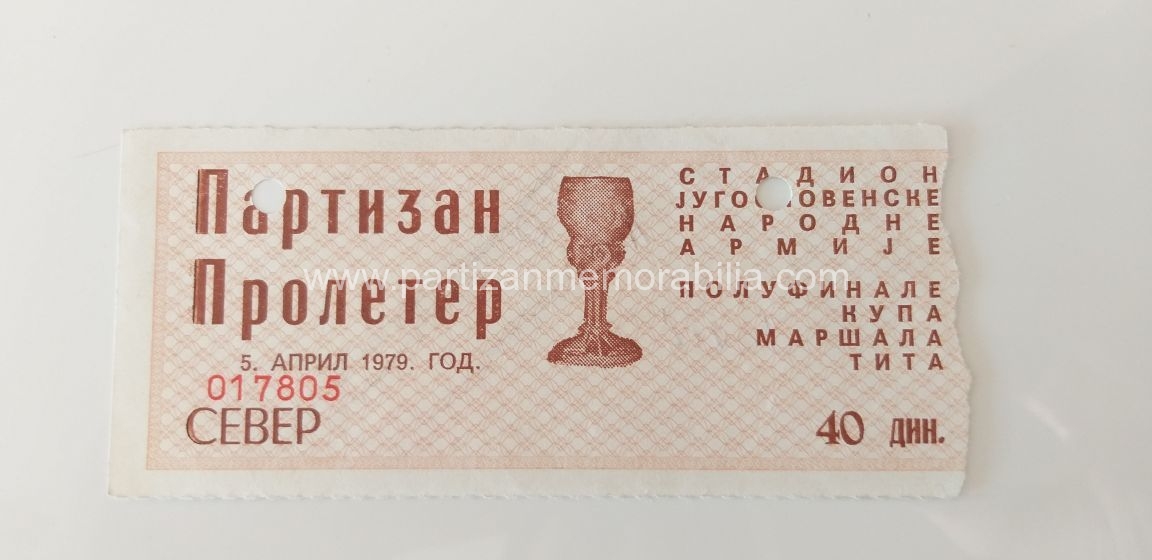 Партизан
Пролетер
5. АПРИЛ 1979. ГОД.
017805
СЕВЕР
СТАДИОН
ЈУГОСЛОВЕНСКЕ
НАРОДНЕ
АРМИЈЕ
ПОЛУФИНАЛЕ
КУПА
МАРШАЛА
ТИТА
40 ДИН.
www.partizanmemorabilia.com